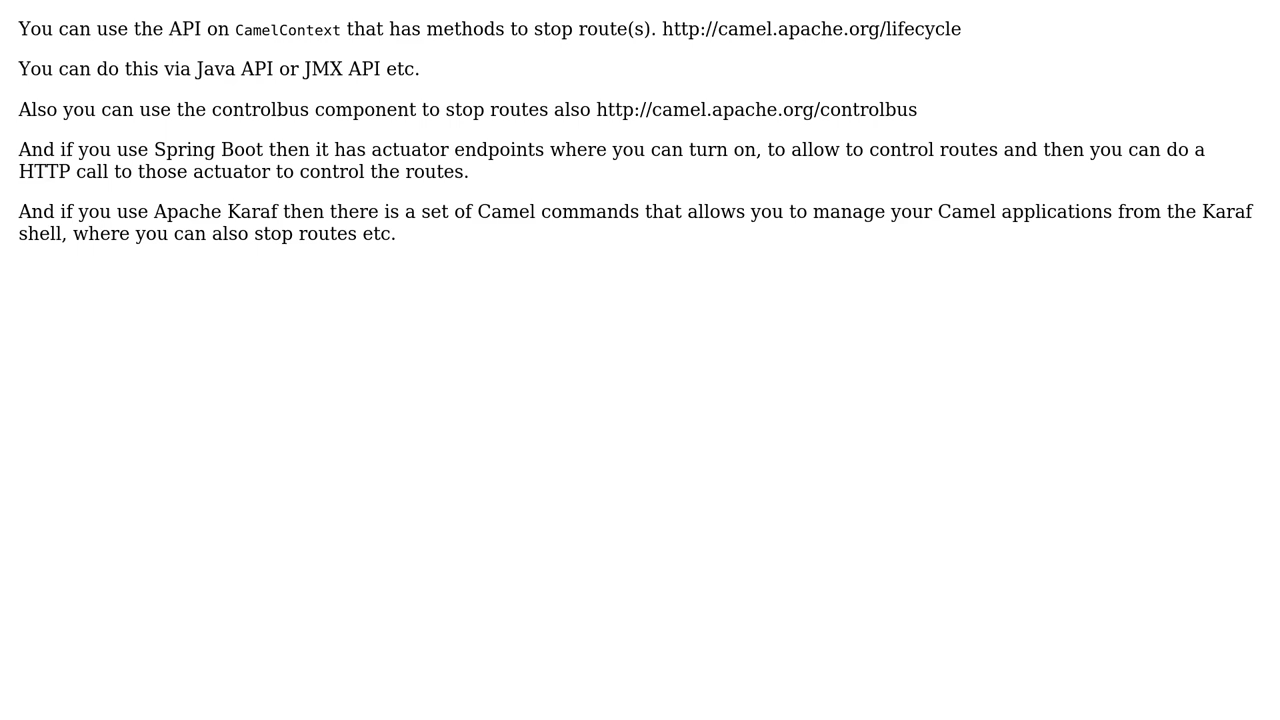 You can use the API on CamelContext that has methods to stop route(s). http://camel.apache.org/lifecycle
You can do this via Java API or JMX API etc.
Also you can use the controlbus component to stop routes also http://camel.apache.org/controlbus
And if you use Spring Boot then it has actuator endpoints where you can turn on, to allow to control routes and then you can do a
HTTP call to those actuator to control the routes.
And if you use Apache Karaf then there is a set of Camel commands that allows you to manage your Camel applications from the Karaf
shell, where you can also stop routes etc.